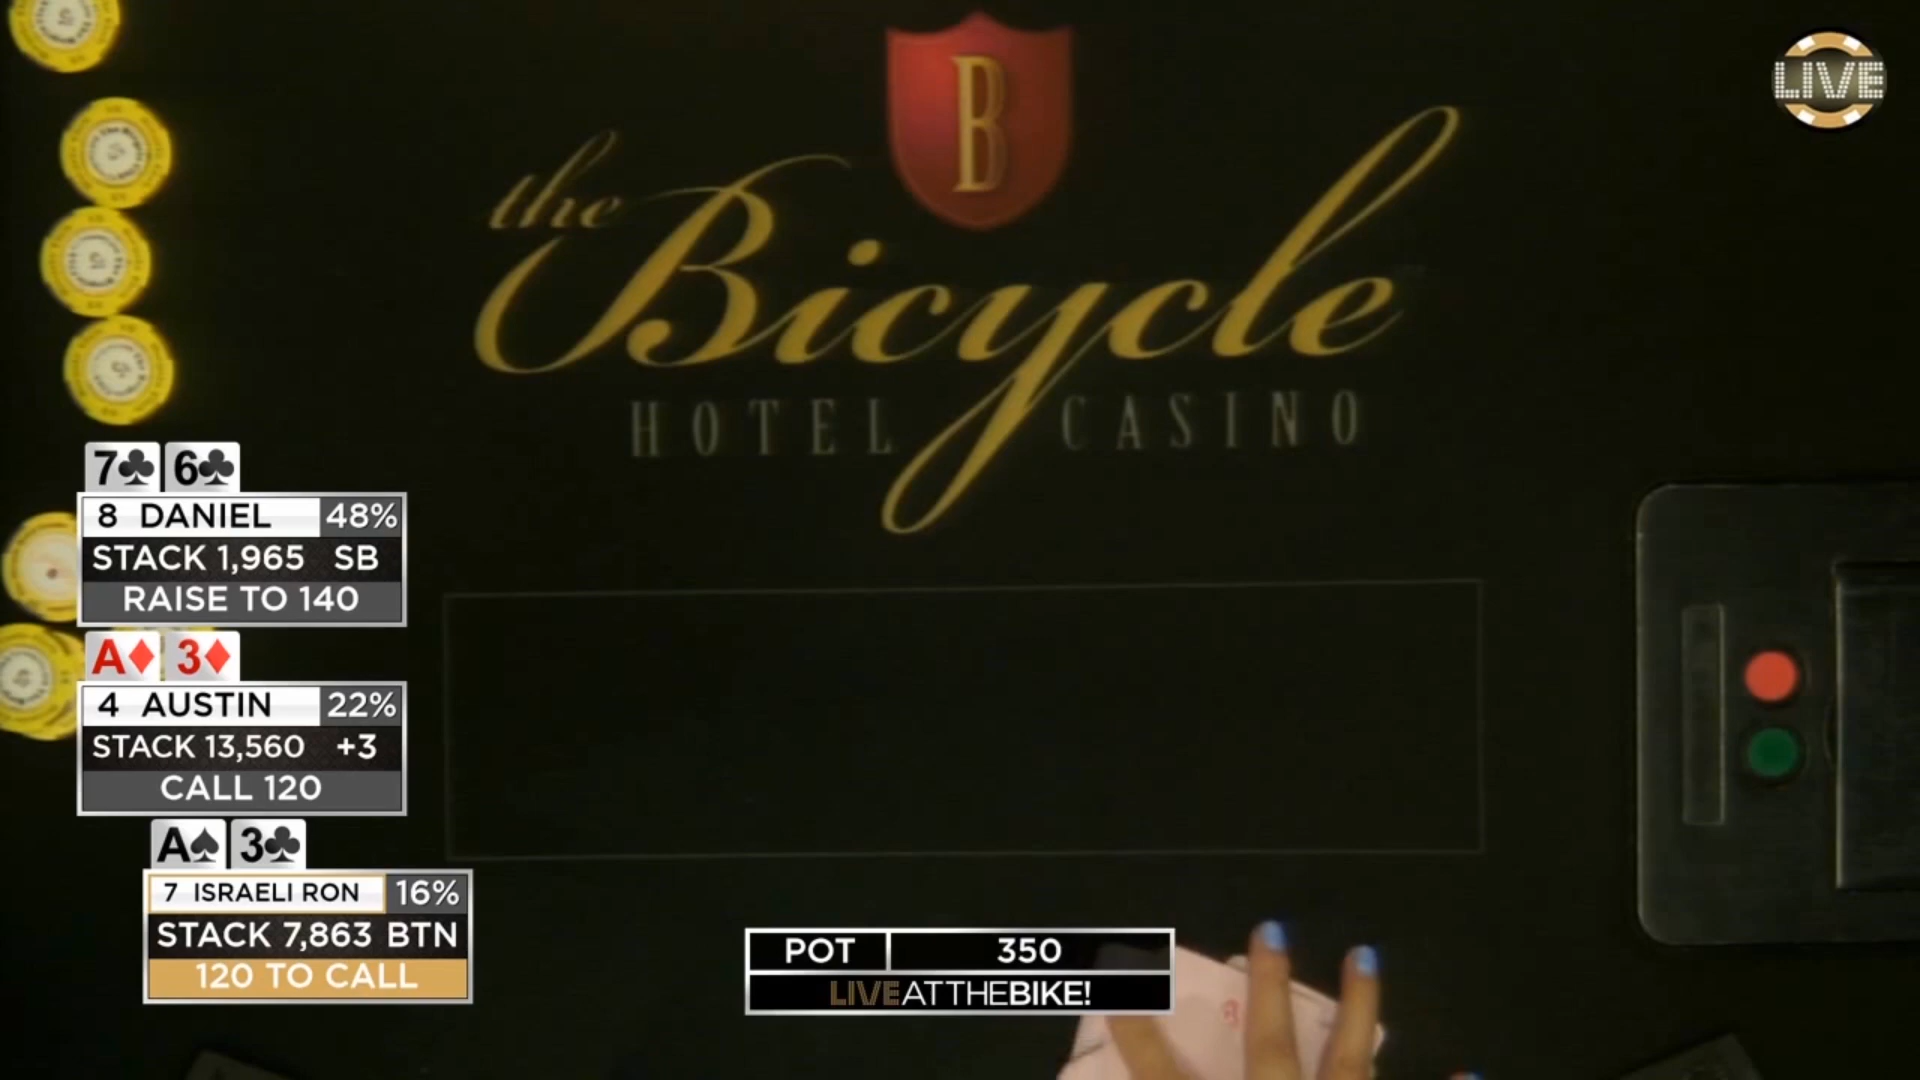 B
LIVE
the Bicycle
HOTEL CASINO
7♣ 6♣
8 DANIEL 48%
STACK 1,965 SB
RAISE TO 140
A♦ 3♦
4 AUSTIN 22%
STACK 13,560 +3
CALL 120
A♠ 3♣
7 ISRAELI RON 16%
STACK 7,863 BTN
120 TO CALL
POT 350
LIVEATTHEBIKE!